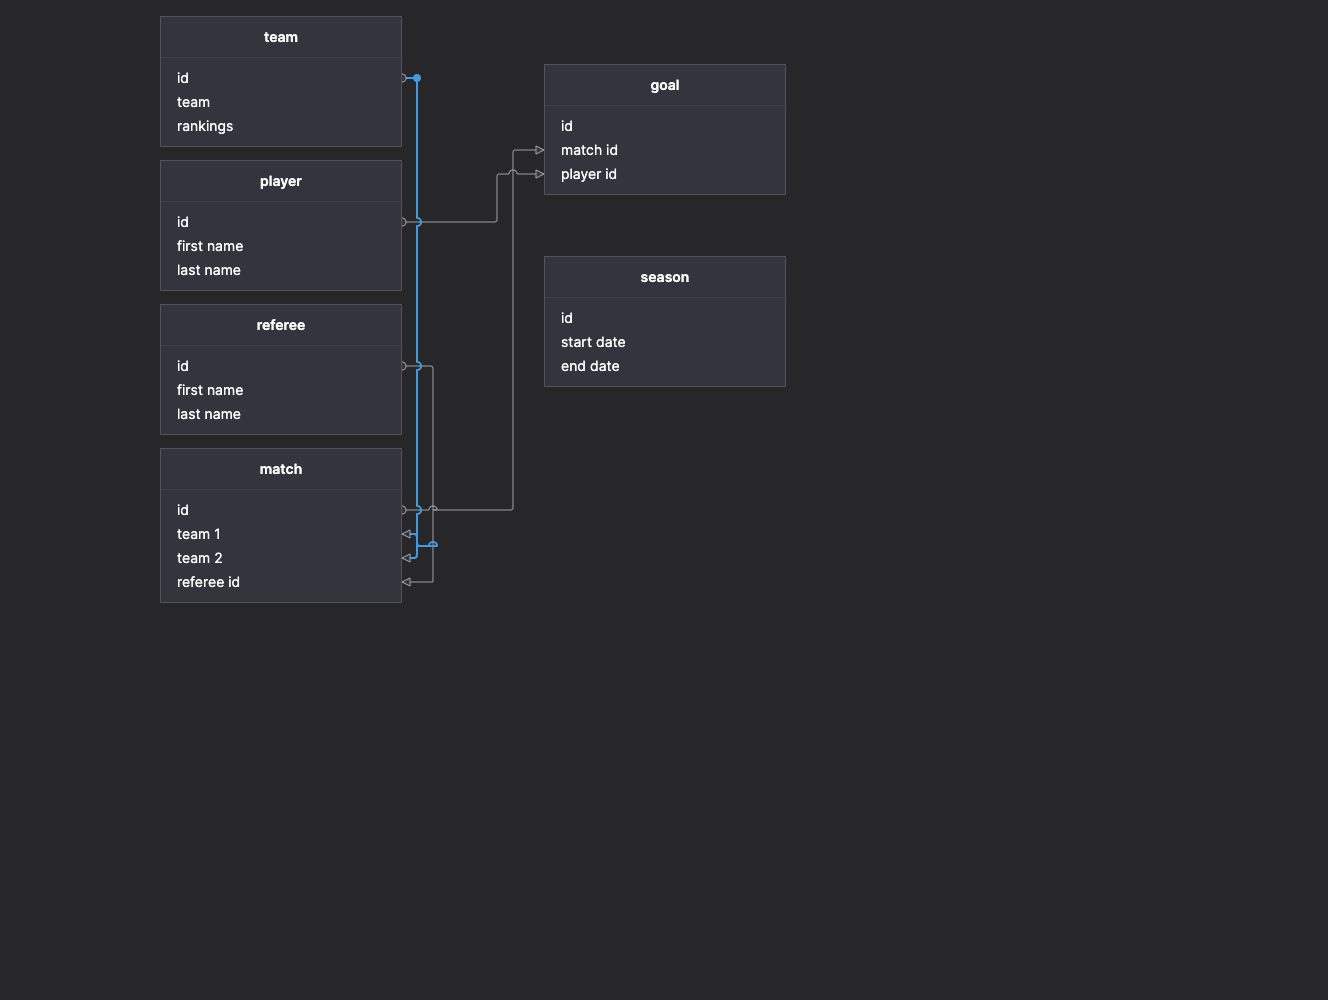 team
id
team
rankings
player
id
first name
last name
referee
id
first name
last name
match
id
team 1
team 2
referee id
goal
id
match id
player id
season
id
start date
end date